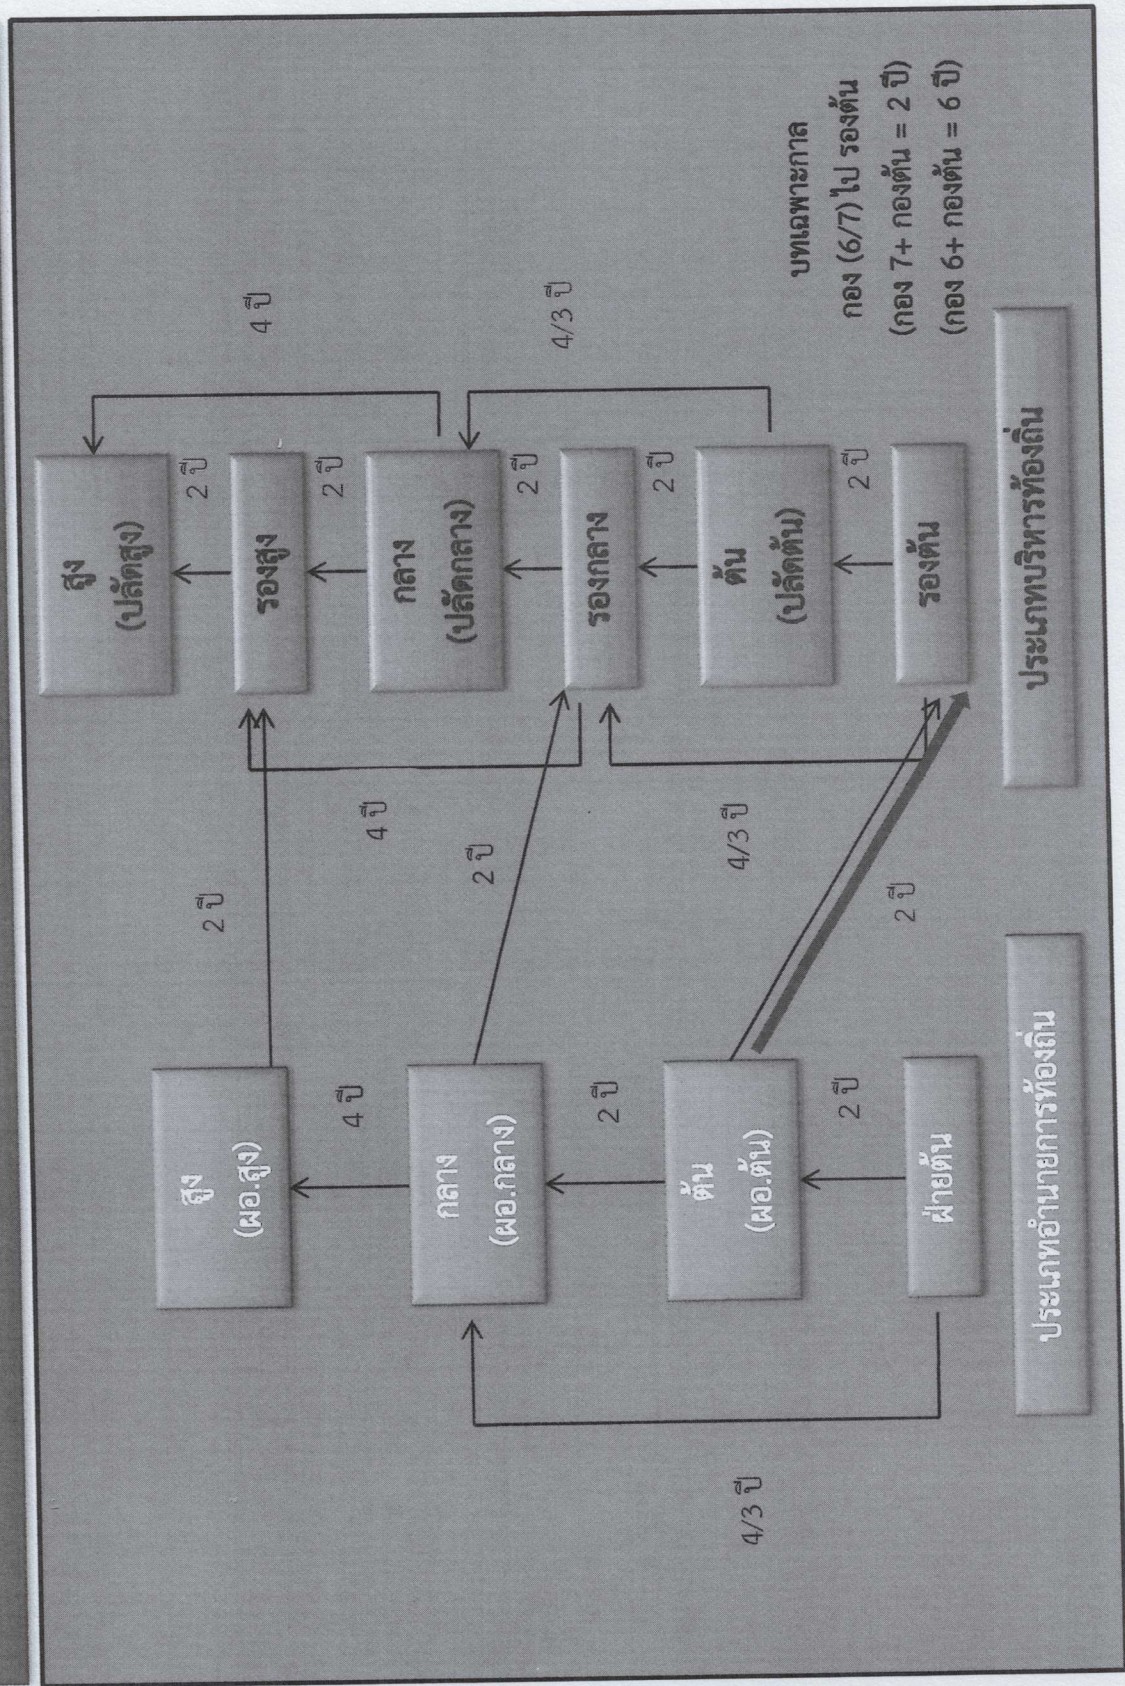 สูง
(ผอ.สูง)
4 ปี
กลาง
(ผอ.กลาง)
2 ปี
ต้น
(ผอ.ต้น)
2 ปี
ฝ่ายต้น
4/3 ปี
ประเภทอำนวยการท้องถิ่น
2 ปี
4 ปี
2 ปี
4/3 ปี
2 ปี
สูง
(ปลัดสูง)
2 ปี
รองสูง
2 ปี
กลาง
(ปลัดกลาง)
2 ปี
รองกลาง
2 ปี
ต้น
(ปลัดต้น)
2 ปี
รองต้น
ประเภทบริหารท้องถิ่น
4 ปี
4/3 ปี
บทเฉพาะกาล
กอง (6/7) ไป รองต้น
(กอง 7+ กองต้น = 2 ปี)
(กอง 6+ กองต้น = 6 ปี)